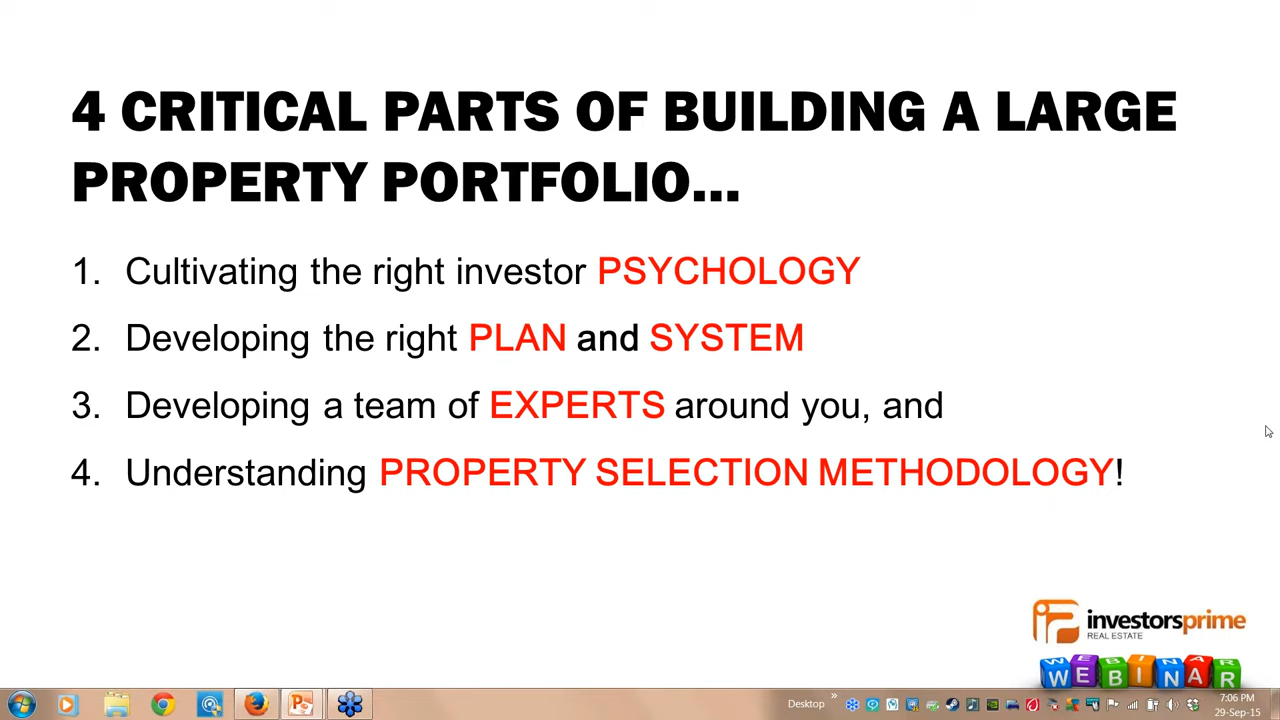 4 CRITICAL PARTS OF BUILDING A LARGE
PROPERTY PORTFOLIO...
1. Cultivating the right investor PSYCHOLOGY
2. Developing the right PLAN and SYSTEM
3. Developing a team of EXPERTS around you, and
4. Understanding PROPERTY SELECTION METHODOLOGY!
investorsprime
REAL ESTATE
WEBINAR
Desktop
7:06 PM
29-Sep-15